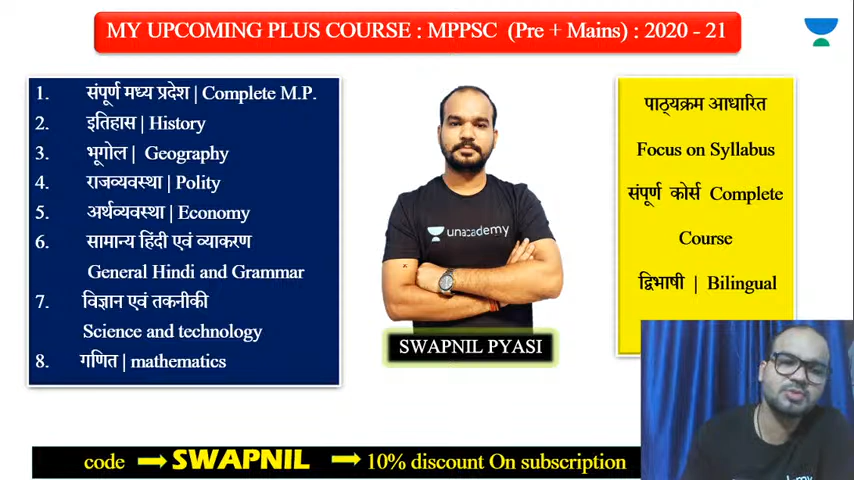 MY UPCOMING PLUS COURSE : MPPSC (Pre + Mains) : 2020 - 21
1. संपूर्ण मध्य प्रदेश | Complete M.P.
2. इतिहास | History
3. भूगोल | Geography
4. राजव्यवस्था | Polity
5. अर्थव्यवस्था | Economy
6. सामान्य हिंदी एवं व्याकरण
General Hindi and Grammar
7. विज्ञान एवं तकनीकी
Science and technology
8. गणित | mathematics
unacademy
SWAPNIL PYASI
पाठ्यक्रम आधारित
Focus on Syllabus
संपूर्ण कोर्स Complete
Course
द्विभाषी | Bilingual
code SWAPNIL 10% discount On subscription